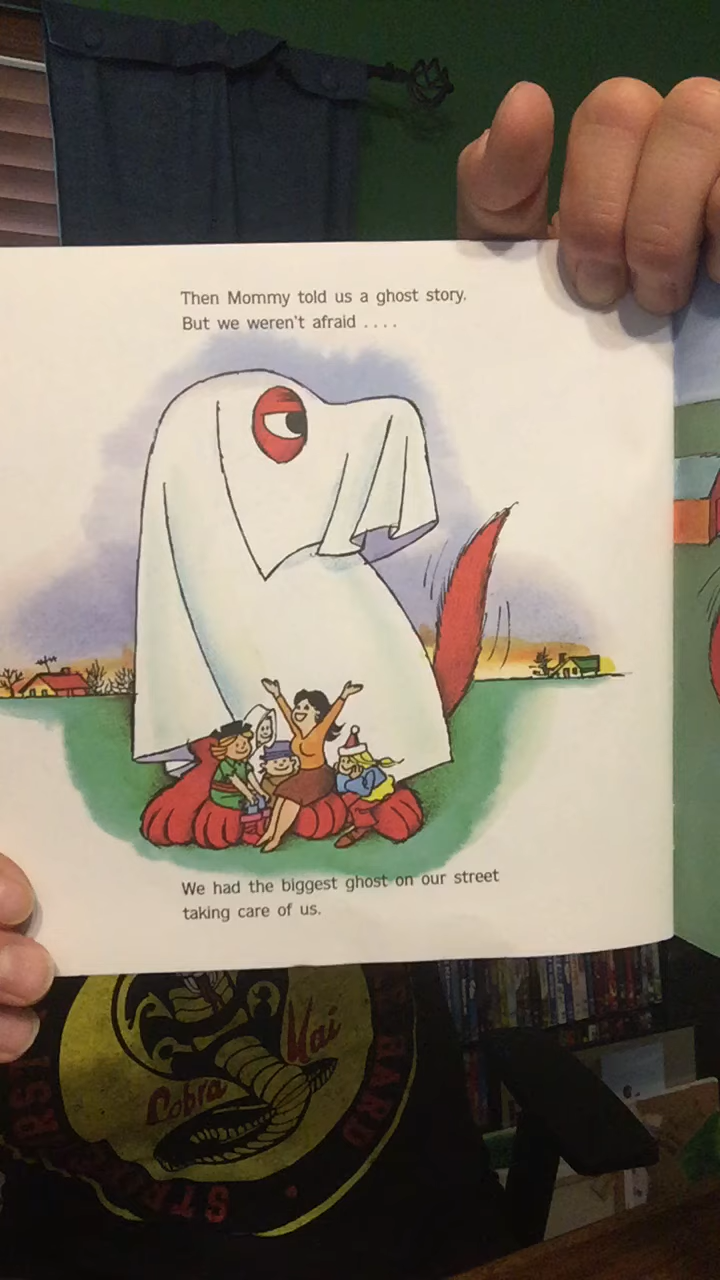 Then Mommy told us a ghost story.
But we weren't afraid . . . .
We had the biggest ghost on our street
taking care of us.
Cobra Kai